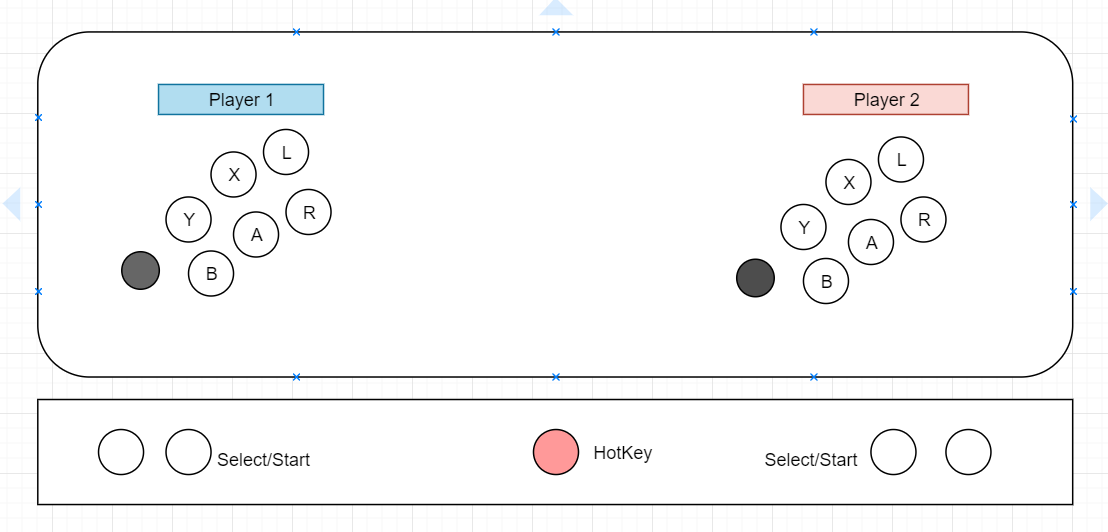 Player 1
Player 2
L
X
R
Y
A
B
L
X
R
Y
A
B
Select/Start
HotKey
Select/Start